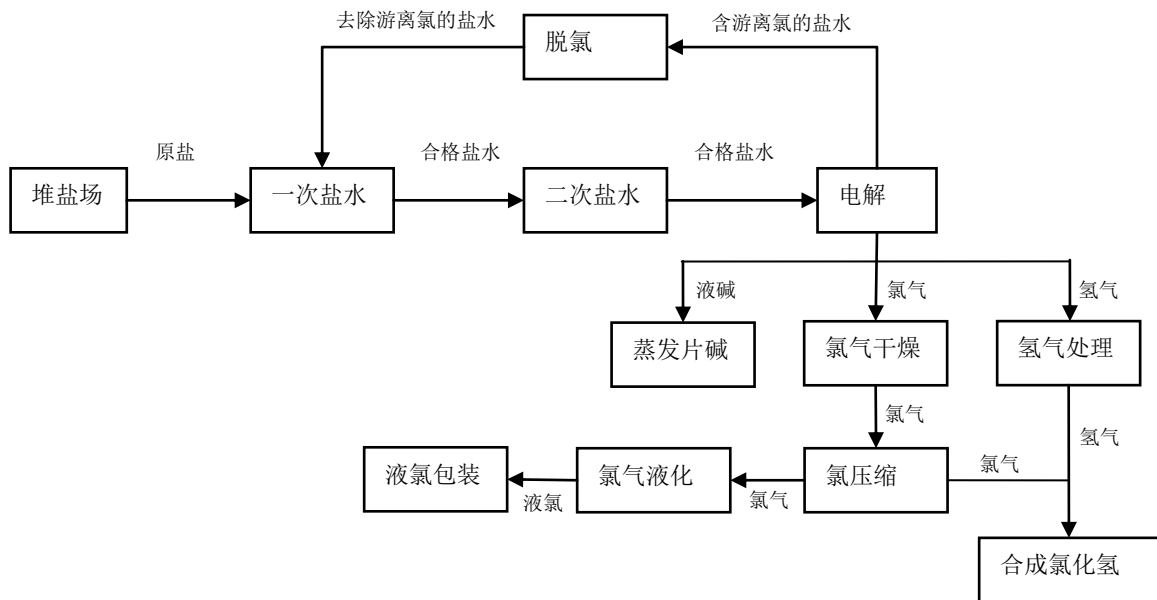 去除游离氯的盐水
脱氯
含游离氯的盐水
原盐
合格盐水
合格盐水
堆盐场
一次盐水
二次盐水
电解
液碱
氯气
氢气
蒸发片碱
氯气干燥
氢气处理
氯气
氢气
液氯包装
氯气液化
氯压缩
氯气
液氯
氯气
合成氯化氢